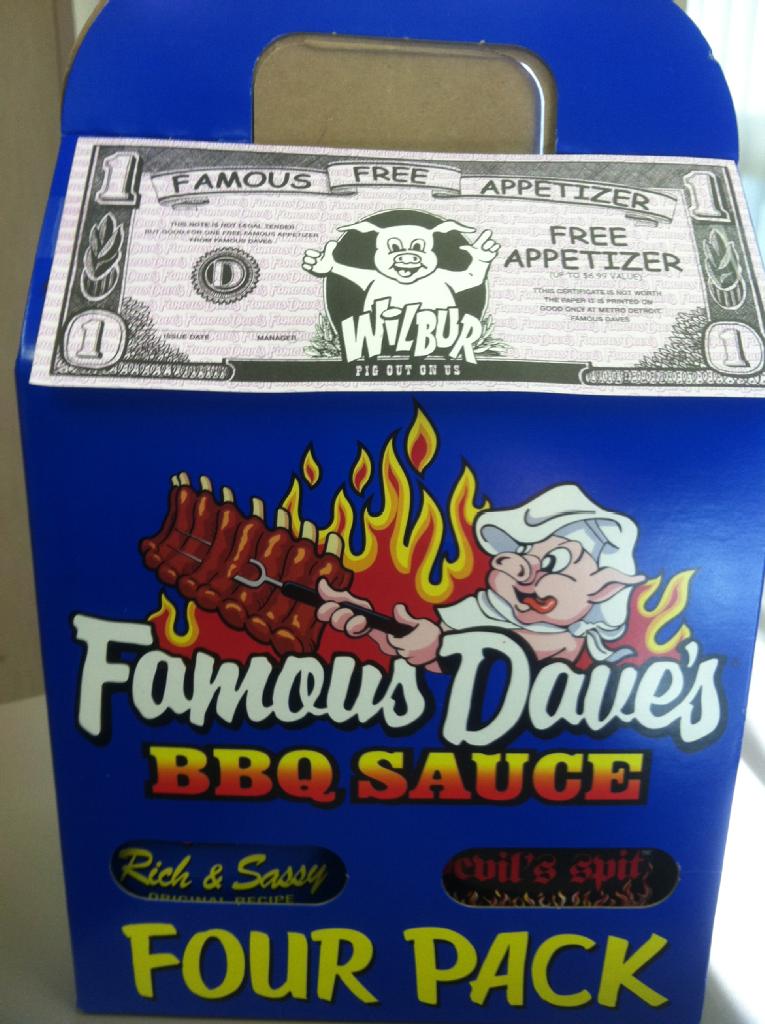 1 FAMOUS FREE APPETIZER 1
THIS NOTE IS NOT LEGAL TENDER
BUT GOOD FOR ONE FREE FAMOUS APPETIZER
FROM FAMOUS DAVES
D
FREE
APPETIZER
(UP TO $6.99 VALUE)
THIS CERTIFICATE IS NOT WORTH
THE PAPER IS IS PRINTED ON
GOOD ONLY AT METRO DETROIT
FAMOUS DAVES
WILBUR
1 ISSUE DATE MANAGER 1
PIG OUT ON US
Famous Dave's
BBQ SAUCE
Rich & Sassy
ORIGINAL RECIPE
evil's spit
FOUR PACK